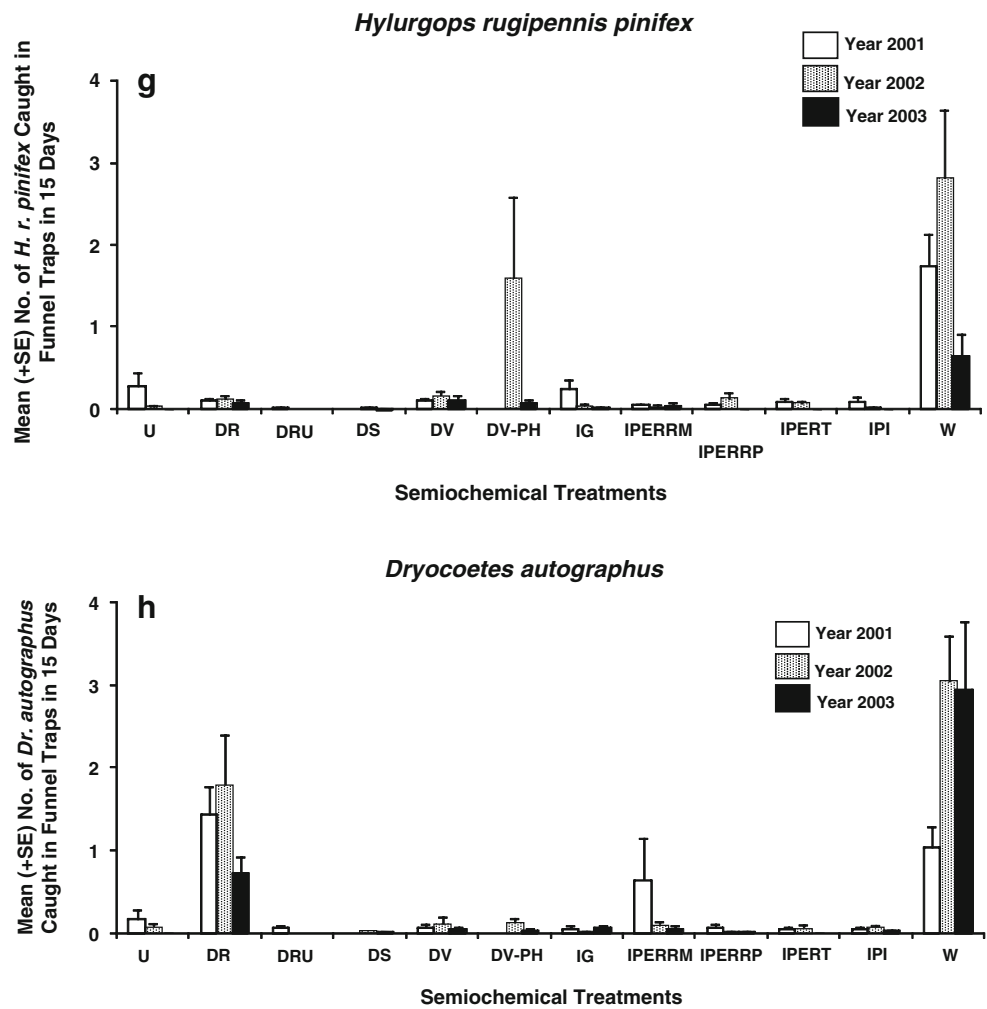 Hylurgops rugipennis pinifex
g
Year 2001
Year 2002
Year 2003
Mean (+SE) No. of H. r. pinifex Caught in
Funnel Traps in 15 Days
4
3
2
1
0
U DR DRU DS DV DV-PH IG IPERRM IPERRP IPERT IPI W
Semiochemical Treatments
Dryocoetes autographus
h
Year 2001
Year 2002
Year 2003
Mean (+SE) No. of Dr. autographus
Caught in Funnel Traps in 15 Days
4
3
2
1
0
U DR DRU DS DV DV-PH IG IPERRM IPERRP IPERT IPI W
Semiochemical Treatments